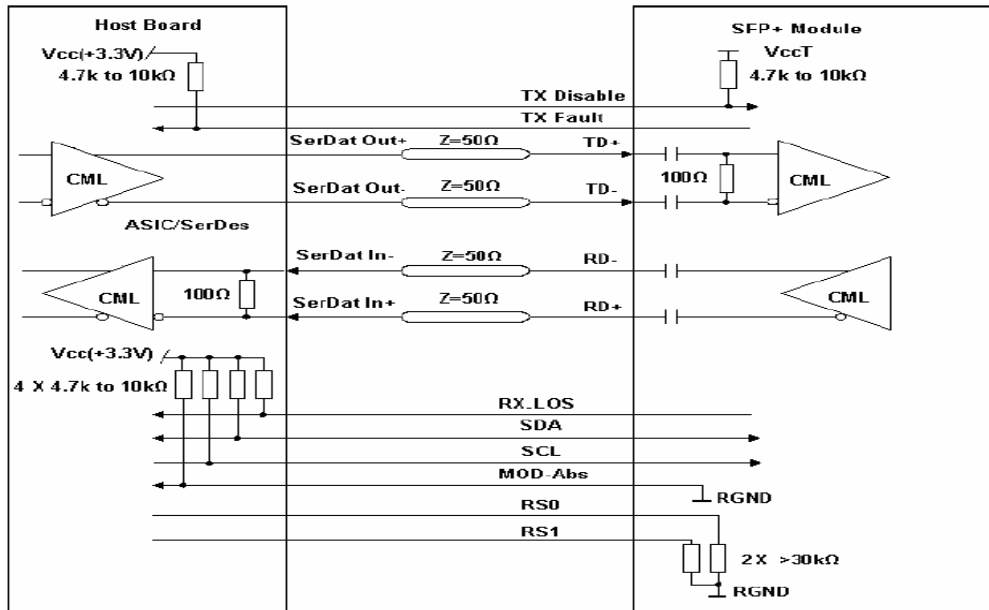 Host Board
SFP+ Module
Vcc(+3.3V)
4.7k to 10kΩ
VccT
4.7k to 10kΩ
TX Disable
TX Fault
SerDat Out+
Z=50Ω
TD+
CML
100Ω
CML
SerDat Out-
Z=50Ω
TD-
ASIC/SerDes
SerDat In-
Z=50Ω
RD-
CML
100Ω
CML
SerDat In+
Z=50Ω
RD+
Vcc(+3.3V)
4 X 4.7k to 10kΩ
RX-LOS
SDA
SCL
MOD-Abs
RGND
RS0
RS1
2X >30kΩ
RGND